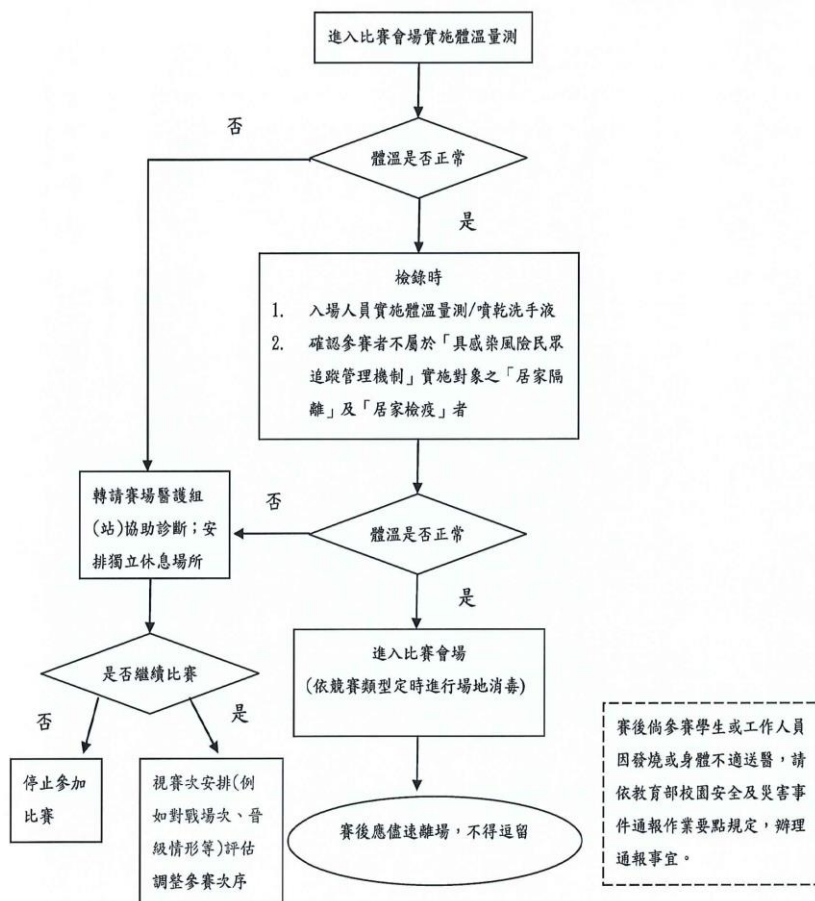 進入比賽會場實施體溫量測
否
體溫是否正常
是
檢錄時
1. 入場人員實施體溫量測/噴乾洗手液
2. 確認參賽者不屬於「具感染風險民眾
追蹤管理機制」實施對象之「居家隔
離」及「居家檢疫」者
轉請賽場醫護組
(站)協助診斷；安
排獨立休息場所
否
體溫是否正常
是
是否繼續比賽
進入比賽會場
(依競賽類型定時進行場地消毒)
否
是
停止參加
比賽
視賽次安排(例
如對戰場次、晉
級情形等)評估
調整參賽次序
賽後應儘速離場，不得逗留
賽後倘參賽學生或工作人員
因發燒或身體不適送醫，請
依教育部校園安全及災害事
件通報作業要點規定，辦理
通報事宜。